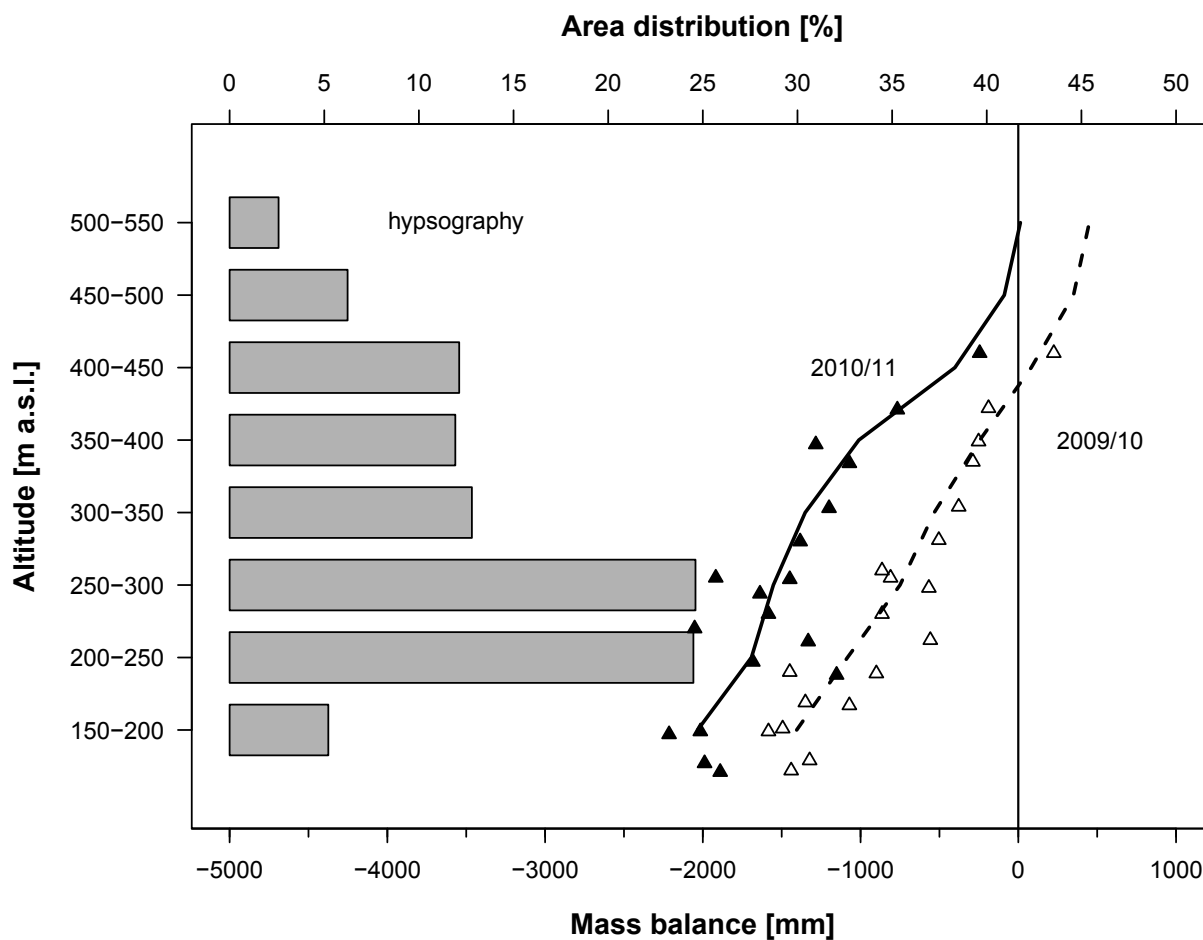 Area distribution [%]
0 5 10 15 20 25 30 35 40 45 50
500−550 hypsography
450−500
400−450 2010/11
350−400 2009/10
300−350
250−300
200−250
150−200
Altitude [m a.s.l.]
−5000 −4000 −3000 −2000 −1000 0 1000
Mass balance [mm]